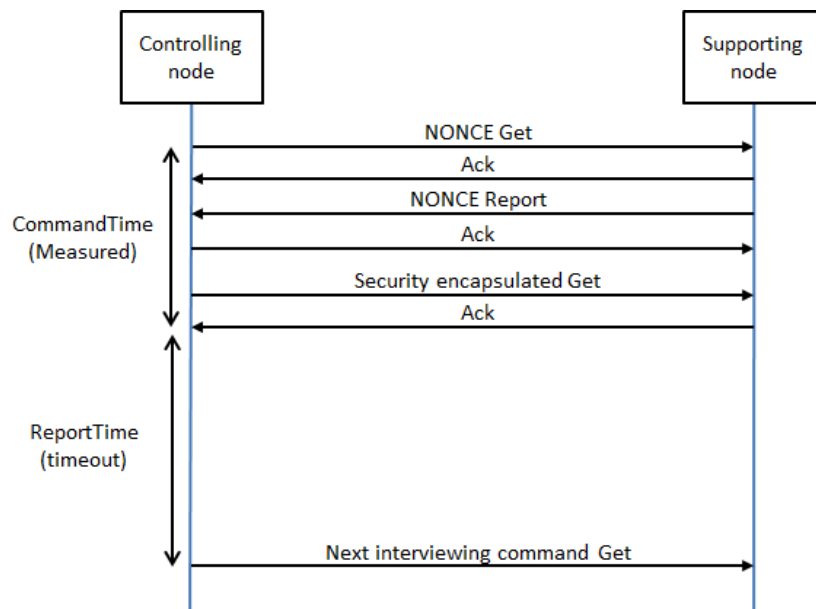 Controlling
node
Supporting
node
NONCE Get
Ack
NONCE Report
CommandTime
(Measured)
Ack
Security encapsulated Get
Ack
ReportTime
(timeout)
Next interviewing command Get